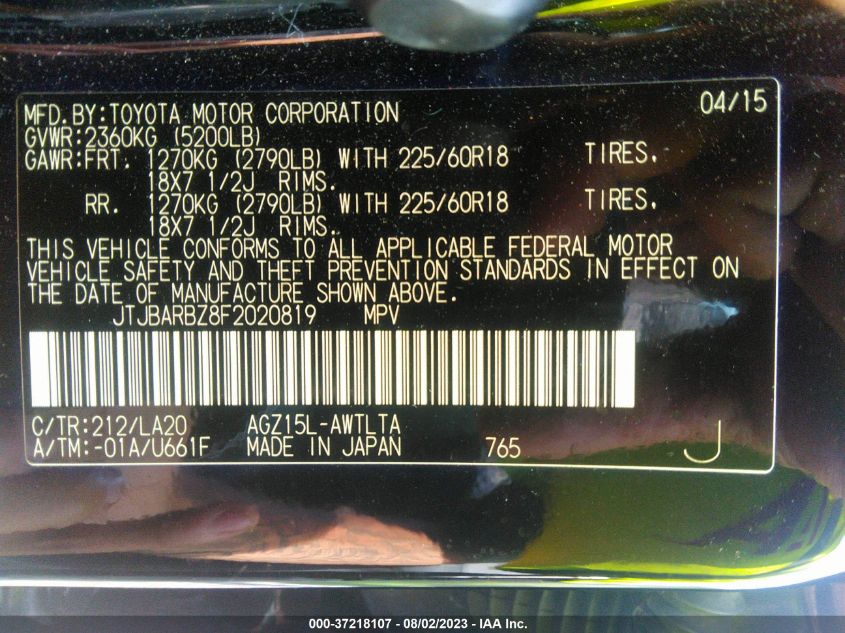 MFD.BY:TOYOTA MOTOR CORPORATION 04/15
GVWR:2360KG (5200LB)
GAWR:FRT. 1270KG (2790LB) WITH 225/60R18 TIRES.
18X7 1/2J RIMS.
RR. 1270KG (2790LB) WITH 225/60R18 TIRES.
18X7 1/2J RIMS.
THIS VEHICLE CONFORMS TO ALL APPLICABLE FEDERAL MOTOR
VEHICLE SAFETY AND THEFT PREVENTION STANDARDS IN EFFECT ON
THE DATE OF MANUFACTURE SHOWN ABOVE.
JTJBARBZ8F2020819 MPV
C/TR:212/LA20 AGZ15L-AWTLTA
A/TM:-01A/U661F MADE IN JAPAN 765 J
000-37218107 - 08/02/2023 - IAA Inc.